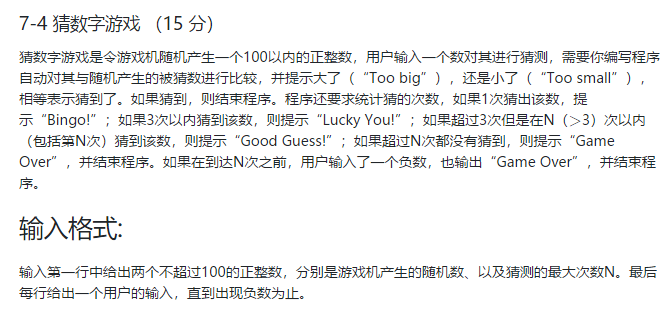 7-4 猜数字游戏 （15 分）
猜数字游戏是令游戏机随机产生一个100以内的正整数，用户输入一个数对其进行猜测，需要你编写程序
自动对其与随机产生的被猜数进行比较，并提示大了（“Too big”），还是小了（“Too small”），
相等表示猜到了。如果猜到，则结束程序。程序还要求统计猜的次数，如果1次猜出该数，提
示“Bingo!”；如果3次以内猜到该数，则提示“Lucky You!”；如果超过3次但是在N（＞3）次以内
（包括第N次）猜到该数，则提示“Good Guess!”；如果超过N次都没有猜到，则提示“Game
Over”，并结束程序。如果在到达N次之前，用户输入了一个负数，也输出“Game Over”，并结束程
序。
输入格式:
输入第一行中给出两个不超过100的正整数，分别是游戏机产生的随机数、以及猜测的最大次数N。最后
每行给出一个用户的输入，直到出现负数为止。